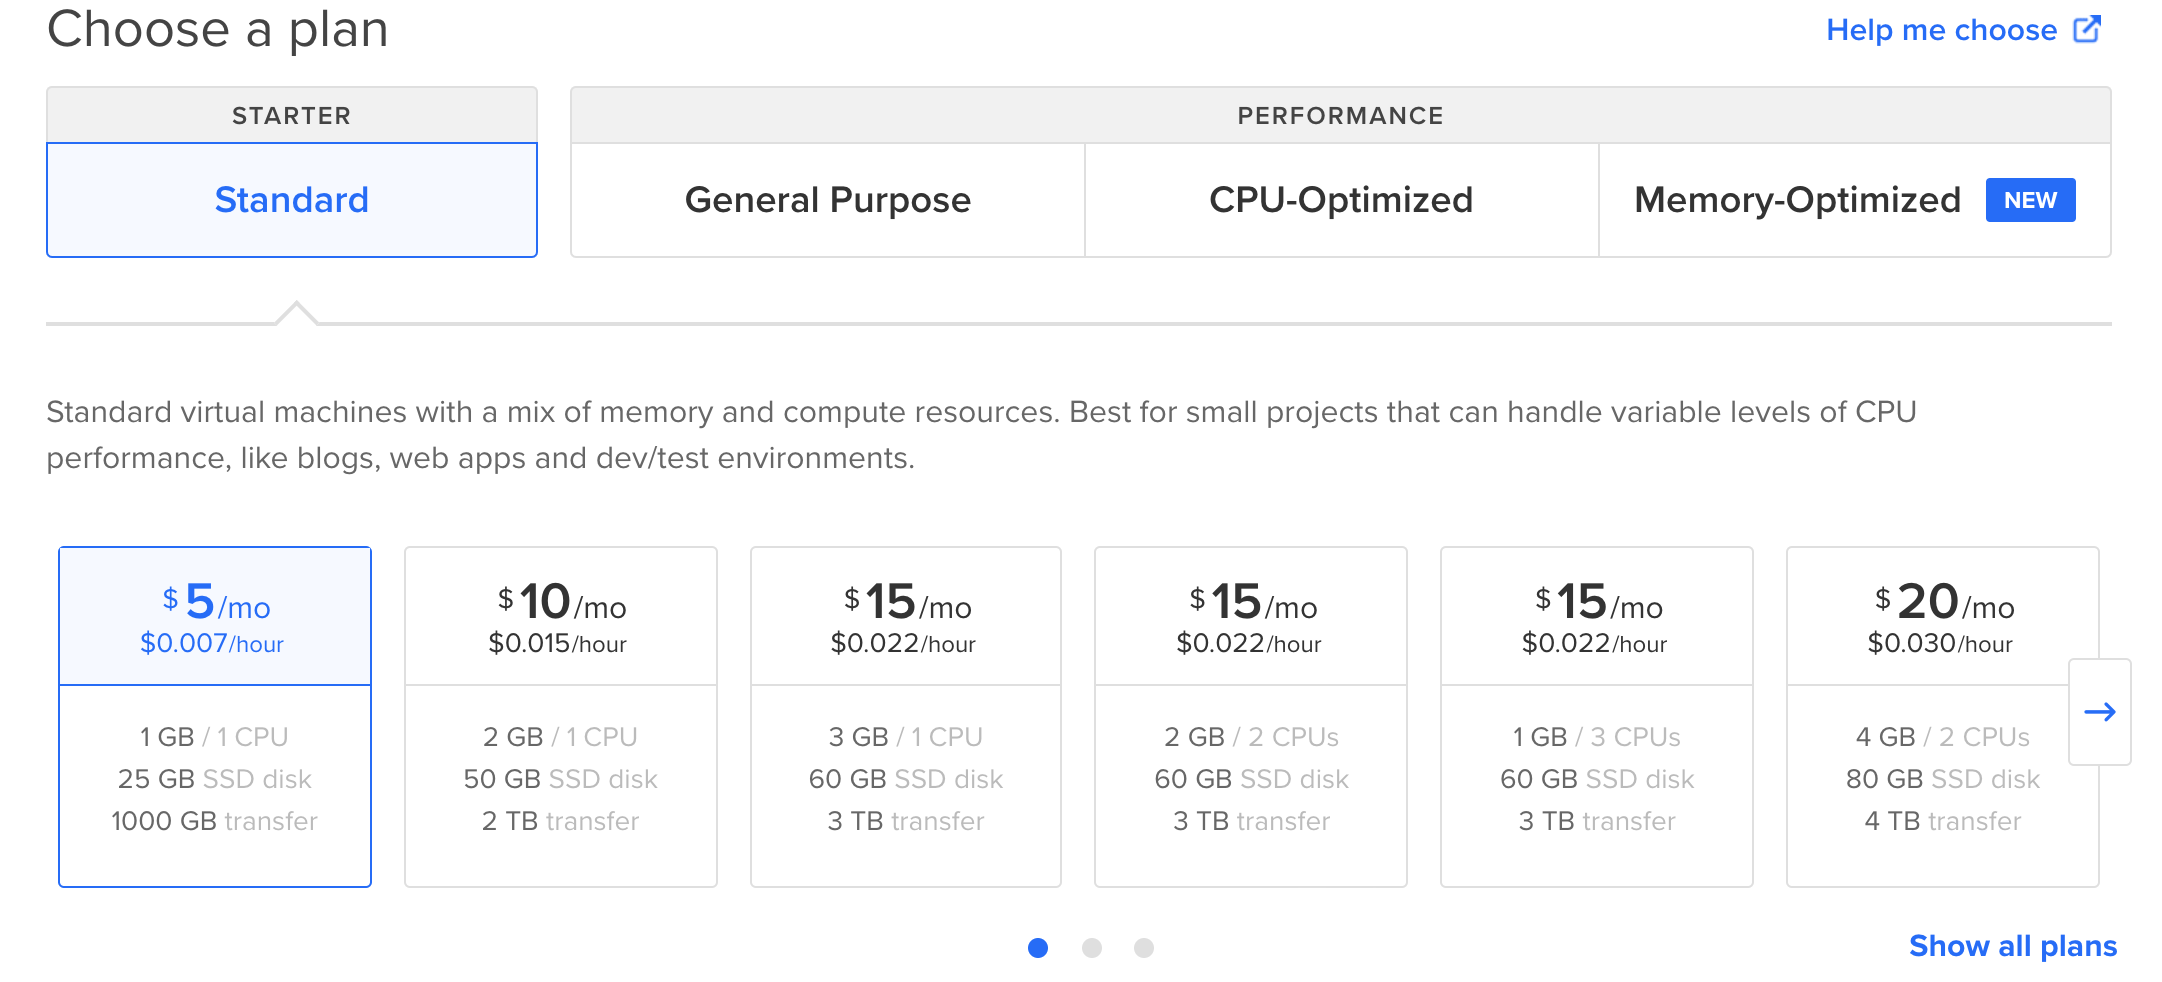 Choose a plan
Help me choose
STARTER
PERFORMANCE
Standard
General Purpose
CPU-Optimized
Memory-Optimized NEW
Standard virtual machines with a mix of memory and compute resources. Best for small projects that can handle variable levels of CPU
performance, like blogs, web apps and dev/test environments.
$5/mo
$0.007/hour
1 GB / 1 CPU
25 GB SSD disk
1000 GB transfer
$10/mo
$0.015/hour
2 GB / 1 CPU
50 GB SSD disk
2 TB transfer
$15/mo
$0.022/hour
3 GB / 1 CPU
60 GB SSD disk
3 TB transfer
$15/mo
$0.022/hour
2 GB / 2 CPUs
60 GB SSD disk
3 TB transfer
$15/mo
$0.022/hour
1 GB / 3 CPUs
60 GB SSD disk
3 TB transfer
$20/mo
$0.030/hour
4 GB / 2 CPUs
80 GB SSD disk
4 TB transfer
Show all plans